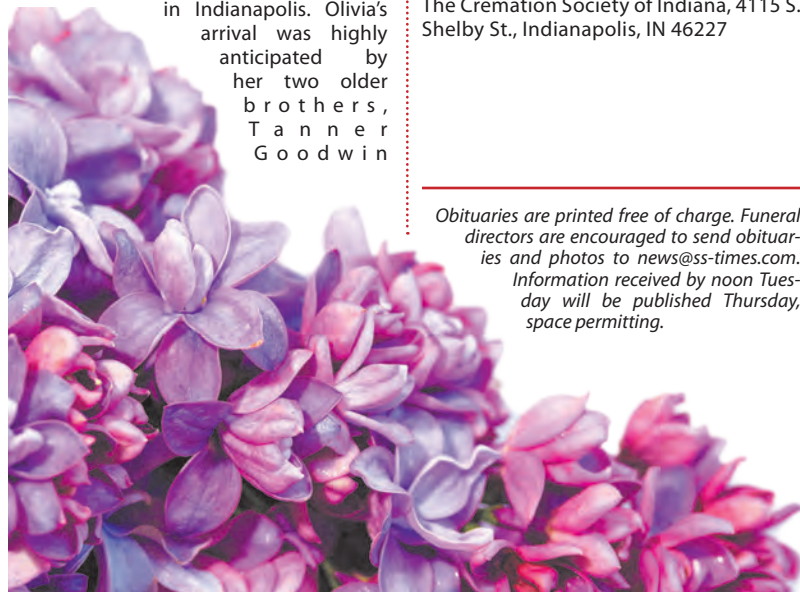 in Indianapolis. Olivia's
arrival was highly
anticipated by
her two older
brothers,
Tanner
Goodwin
The Cremation Society of Indiana, 4115 S.
Shelby St., Indianapolis, IN 46227
Obituaries are printed free of charge. Funeral
directors are encouraged to send obituar-
ies and photos to news@ss-times.com.
Information received by noon Tues-
day will be published Thursday,
space permitting.